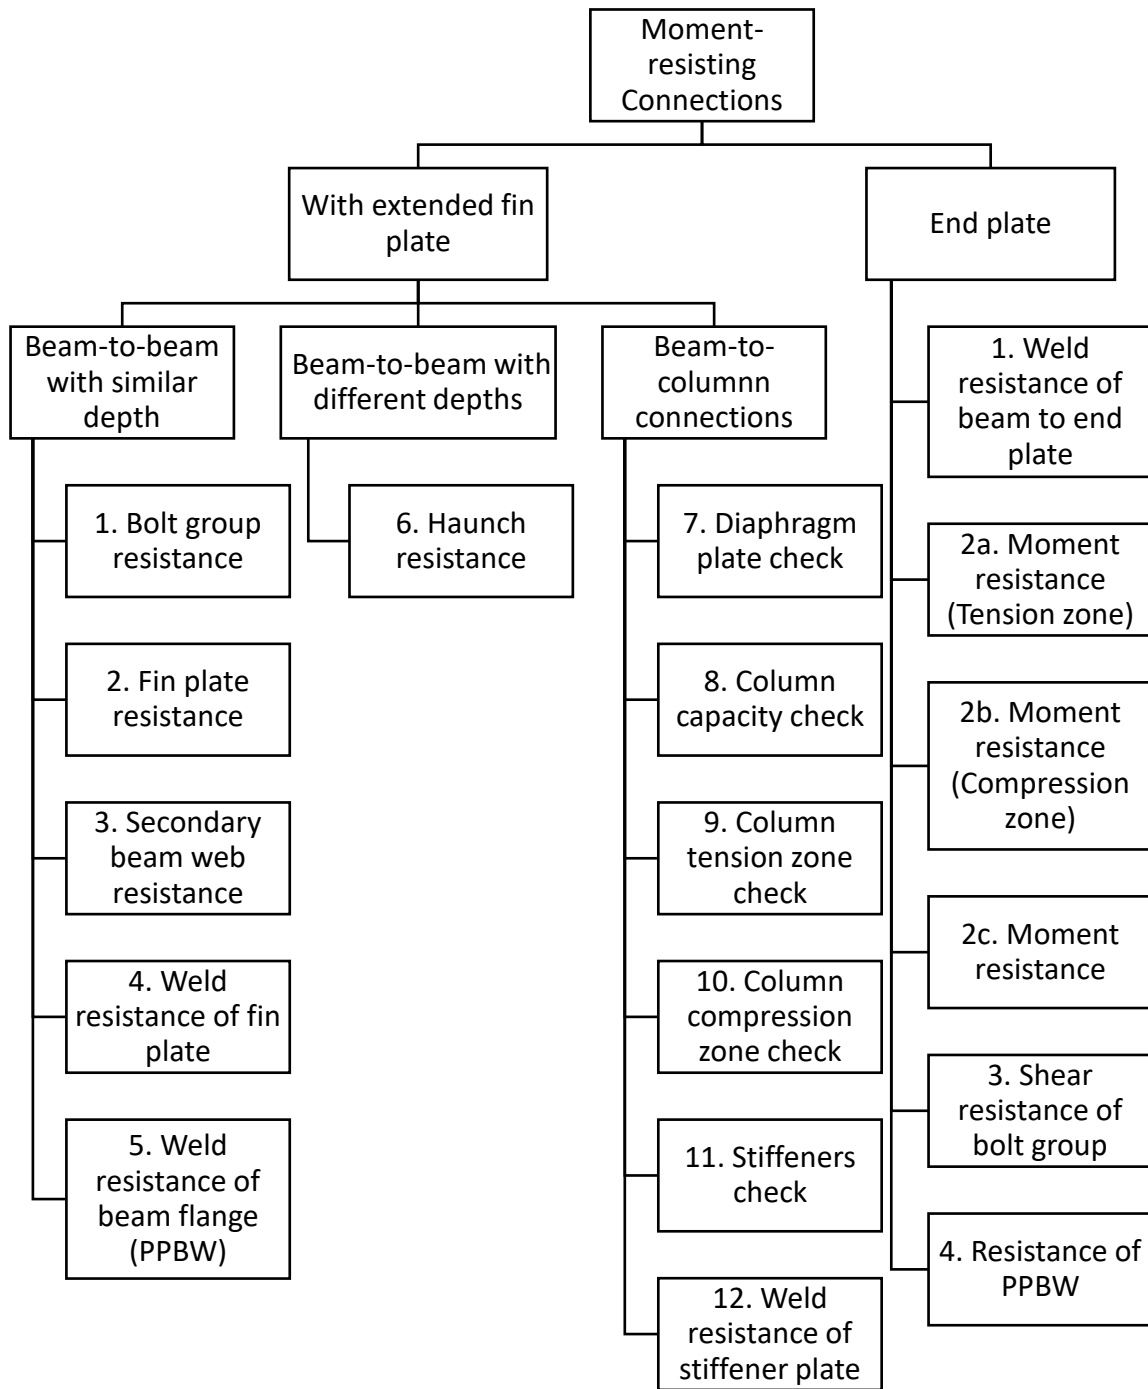 Moment-
resisting
Connections
With extended fin
plate
End plate
Beam-to-beam
with similar
depth
Beam-to-beam with
different depths
Beam-to-
columnn
connections
1. Bolt group
resistance
2. Fin plate
resistance
3. Secondary
beam web
resistance
4. Weld
resistance of fin
plate
5. Weld
resistance of
beam flange
(PPBW)
6. Haunch
resistance
7. Diaphragm
plate check
8. Column
capacity check
9. Column
tension zone
check
10. Column
compression
zone check
11. Stiffeners
check
12. Weld
resistance of
stiffener plate
1. Weld
resistance of
beam to end
plate
2a. Moment
resistance
(Tension zone)
2b. Moment
resistance
(Compression
zone)
2c. Moment
resistance
3. Shear
resistance of
bolt group
4. Resistance of
PPBW